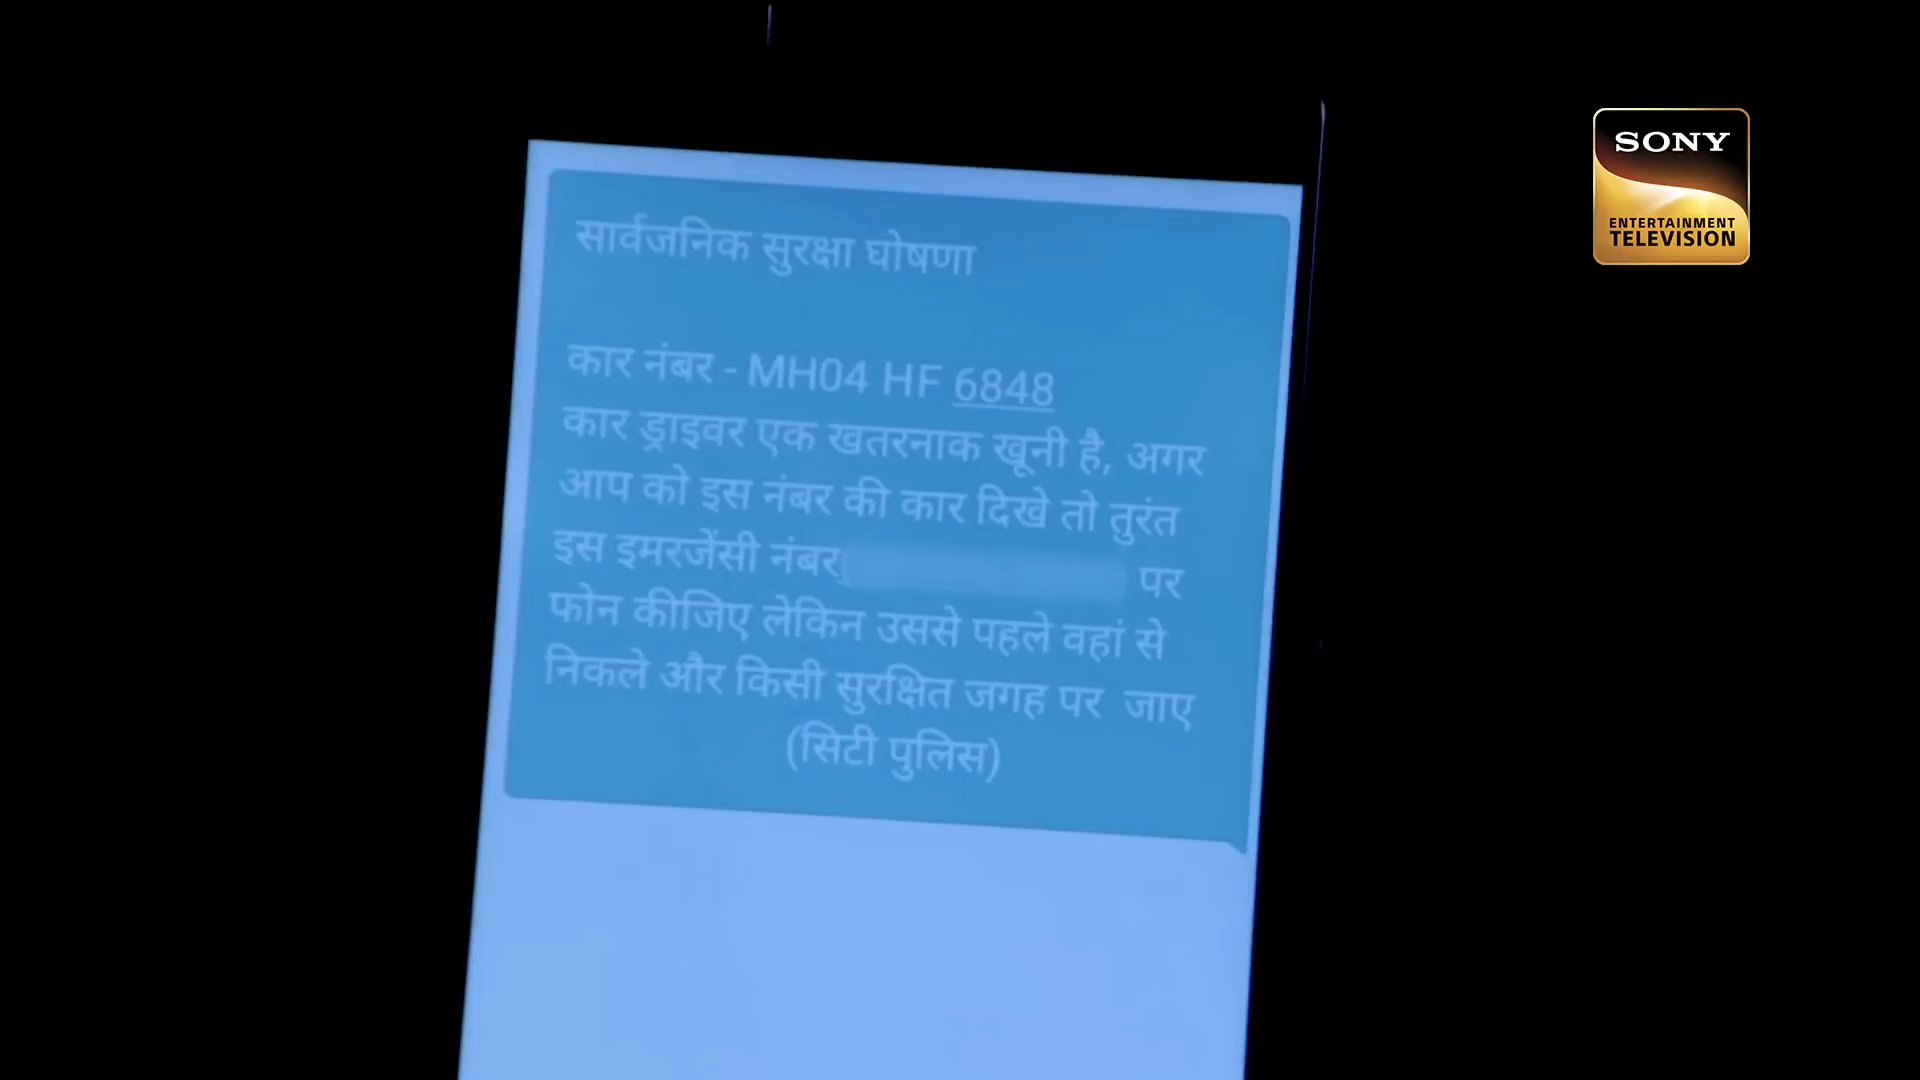 सार्वजनिक सुरक्षा घोषणा
कार नंबर - MH04 HF 6848
कार ड्राइवर एक खतरनाक खूनी है, अगर
आप को इस नंबर की कार दिखे तो तुरंत
इस इमरजेंसी नंबर पर
फोन कीजिए लेकिन उससे पहले वहां से
निकले और किसी सुरक्षित जगह पर जाए
(सिटी पुलिस)
SONY
ENTERTAINMENT
TELEVISION